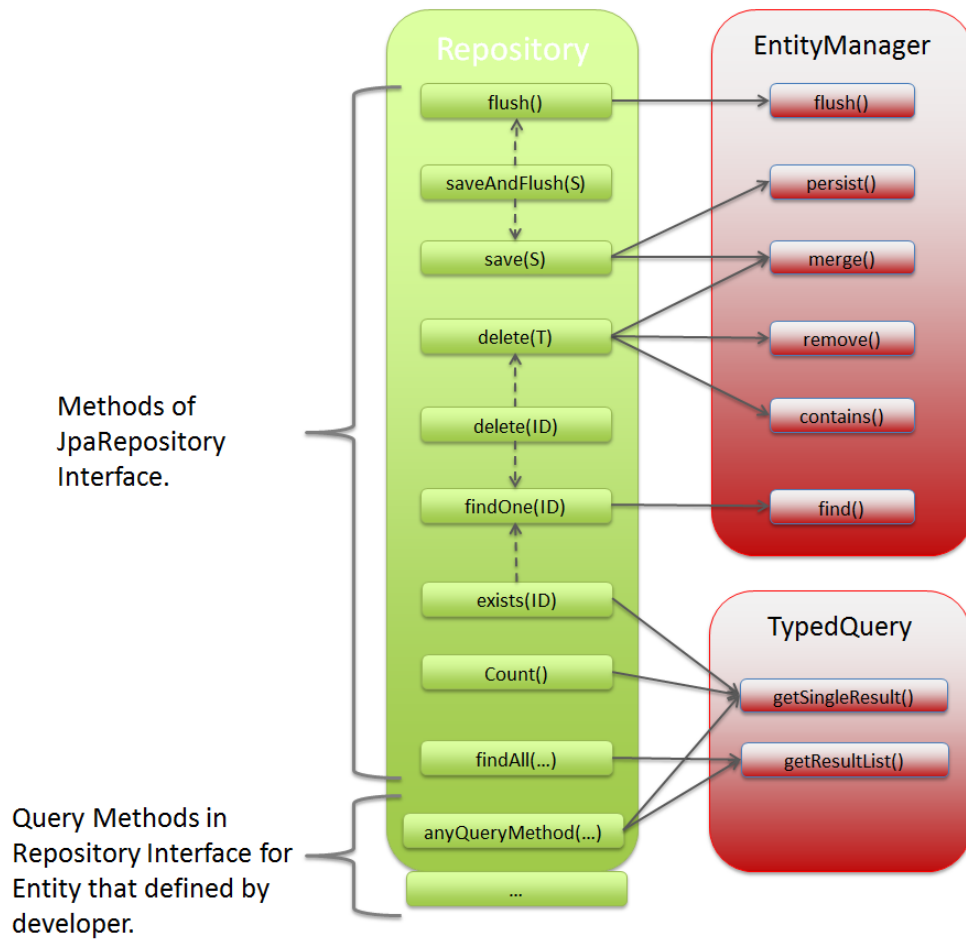 Repository
flush()
saveAndFlush(S)
save(S)
delete(T)
delete(ID)
findOne(ID)
exists(ID)
Count()
findAll(...)
anyQueryMethod(...)
...
EntityManager
flush()
persist()
merge()
remove()
contains()
find()
TypedQuery
getSingleResult()
getResultList()
Methods of
JpaRepository
Interface.
Query Methods in
Repository Interface for
Entity that defined by
developer.